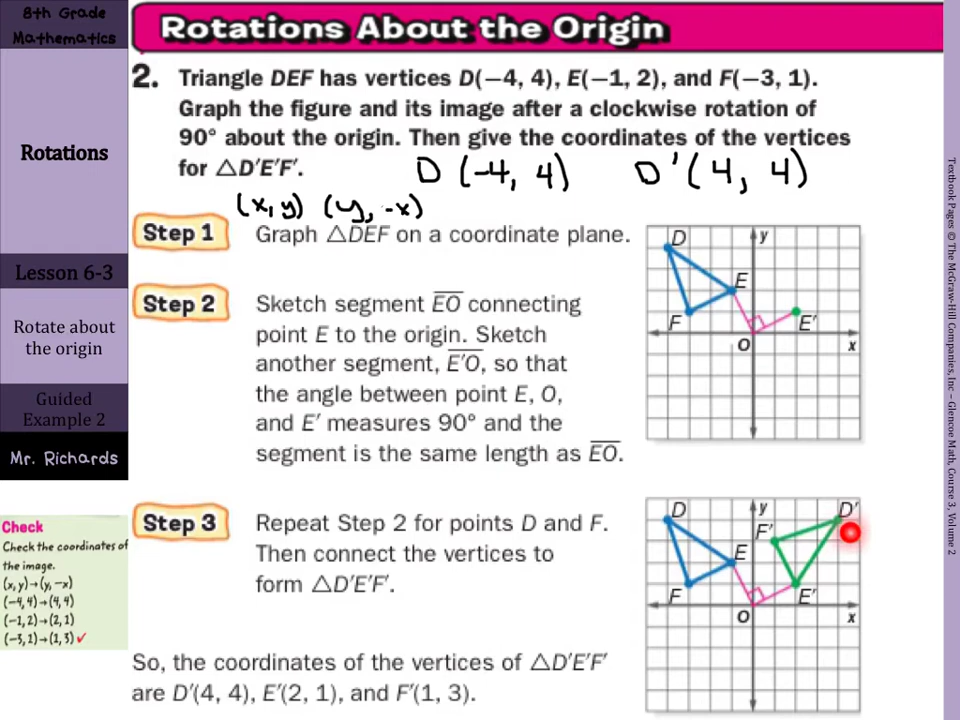 8th Grade
Mathematics
Rotations
Lesson 6-3
Rotate about
the origin
Guided
Example 2
Mr. Richards
Check
Check the coordinates of
the image.
(x, y)→(y, −x)
(−4, 4)→(4, 4)
(−1, 2)→(2, 1)
(−3, 1)→(1, 3) ✓
Rotations About the Origin
2. Triangle DEF has vertices D(−4, 4), E(−1, 2), and F(−3, 1).
Graph the figure and its image after a clockwise rotation of
90° about the origin. Then give the coordinates of the vertices
for △D′E′F′.
D (-4, 4) D'(4, 4)
(x,y) (y, -x)
Step 1 Graph △DEF on a coordinate plane.
Step 2 Sketch segment E̅O̅ connecting
point E to the origin. Sketch
another segment, E̅′O̅, so that
the angle between point E, O,
and E′ measures 90° and the
segment is the same length as E̅O̅.
D y
E
F E′
O x
Step 3 Repeat Step 2 for points D and F.
Then connect the vertices to
form △D′E′F′.
D y D′
F′
E
F E′
O x
So, the coordinates of the vertices of △D′E′F′
are D′(4, 4), E′(2, 1), and F′(1, 3).
Textbook Pages © The McGraw-Hill Companies, Inc – Glencoe Math, Course 3, Volume 2